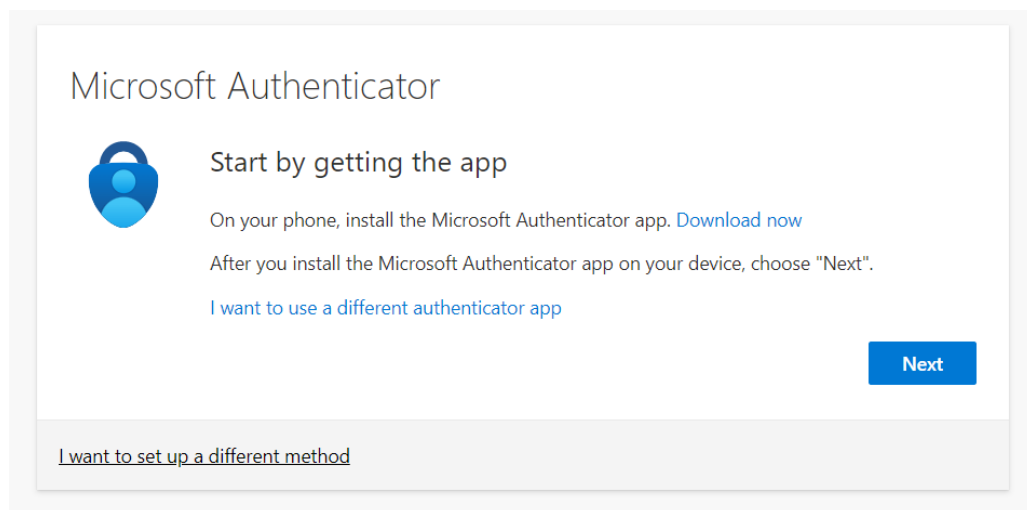 Microsoft Authenticator
Start by getting the app
On your phone, install the Microsoft Authenticator app. Download now
After you install the Microsoft Authenticator app on your device, choose "Next".
I want to use a different authenticator app
Next
I want to set up a different method